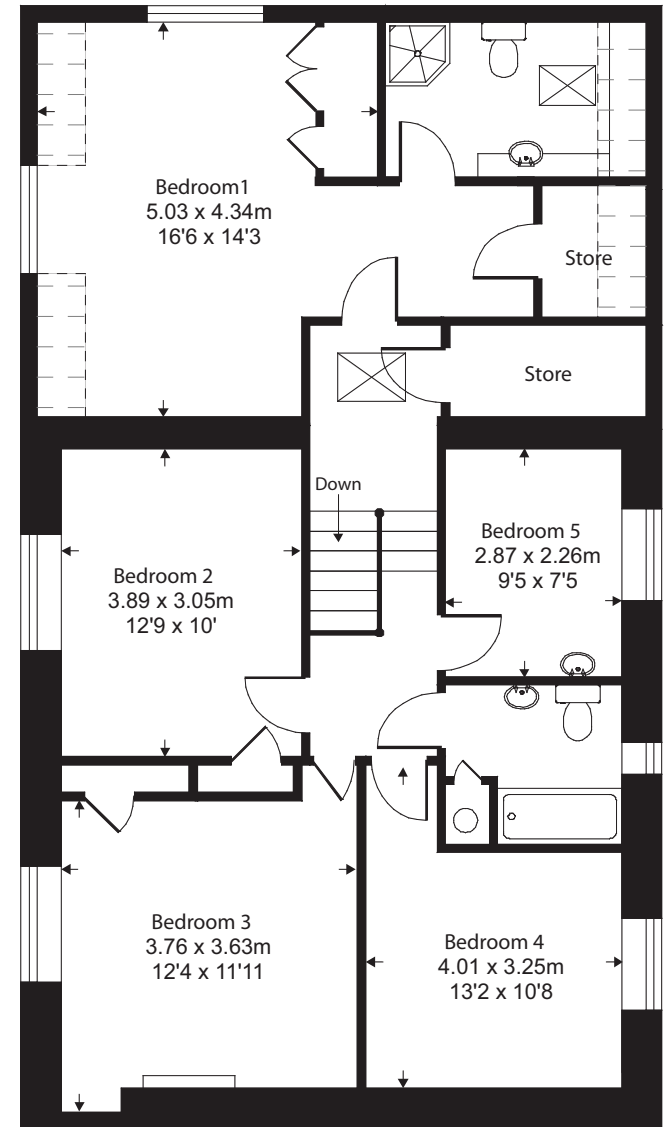 Bedroom1
5.03 x 4.34m
16'6 x 14'3
Store
Store
Down
Bedroom 5
2.87 x 2.26m
9'5 x 7'5
Bedroom 2
3.89 x 3.05m
12'9 x 10'
Bedroom 3
3.76 x 3.63m
12'4 x 11'11
Bedroom 4
4.01 x 3.25m
13'2 x 10'8